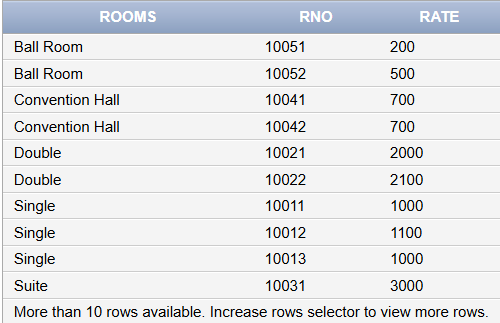 ROOMS RNO RATE
Ball Room 10051 200
Ball Room 10052 500
Convention Hall 10041 700
Convention Hall 10042 700
Double 10021 2000
Double 10022 2100
Single 10011 1000
Single 10012 1100
Single 10013 1000
Suite 10031 3000
More than 10 rows available. Increase rows selector to view more rows.